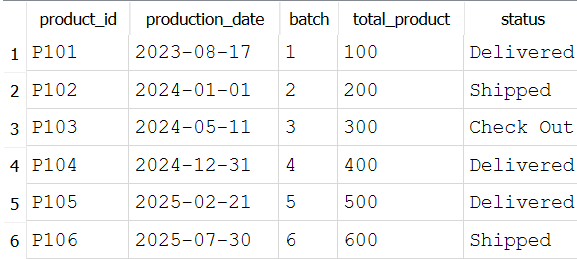 product_id production_date batch total_product status
1 P101 2023-08-17 1 100 Delivered
2 P102 2024-01-01 2 200 Shipped
3 P103 2024-05-11 3 300 Check Out
4 P104 2024-12-31 4 400 Delivered
5 P105 2025-02-21 5 500 Delivered
6 P106 2025-07-30 6 600 Shipped